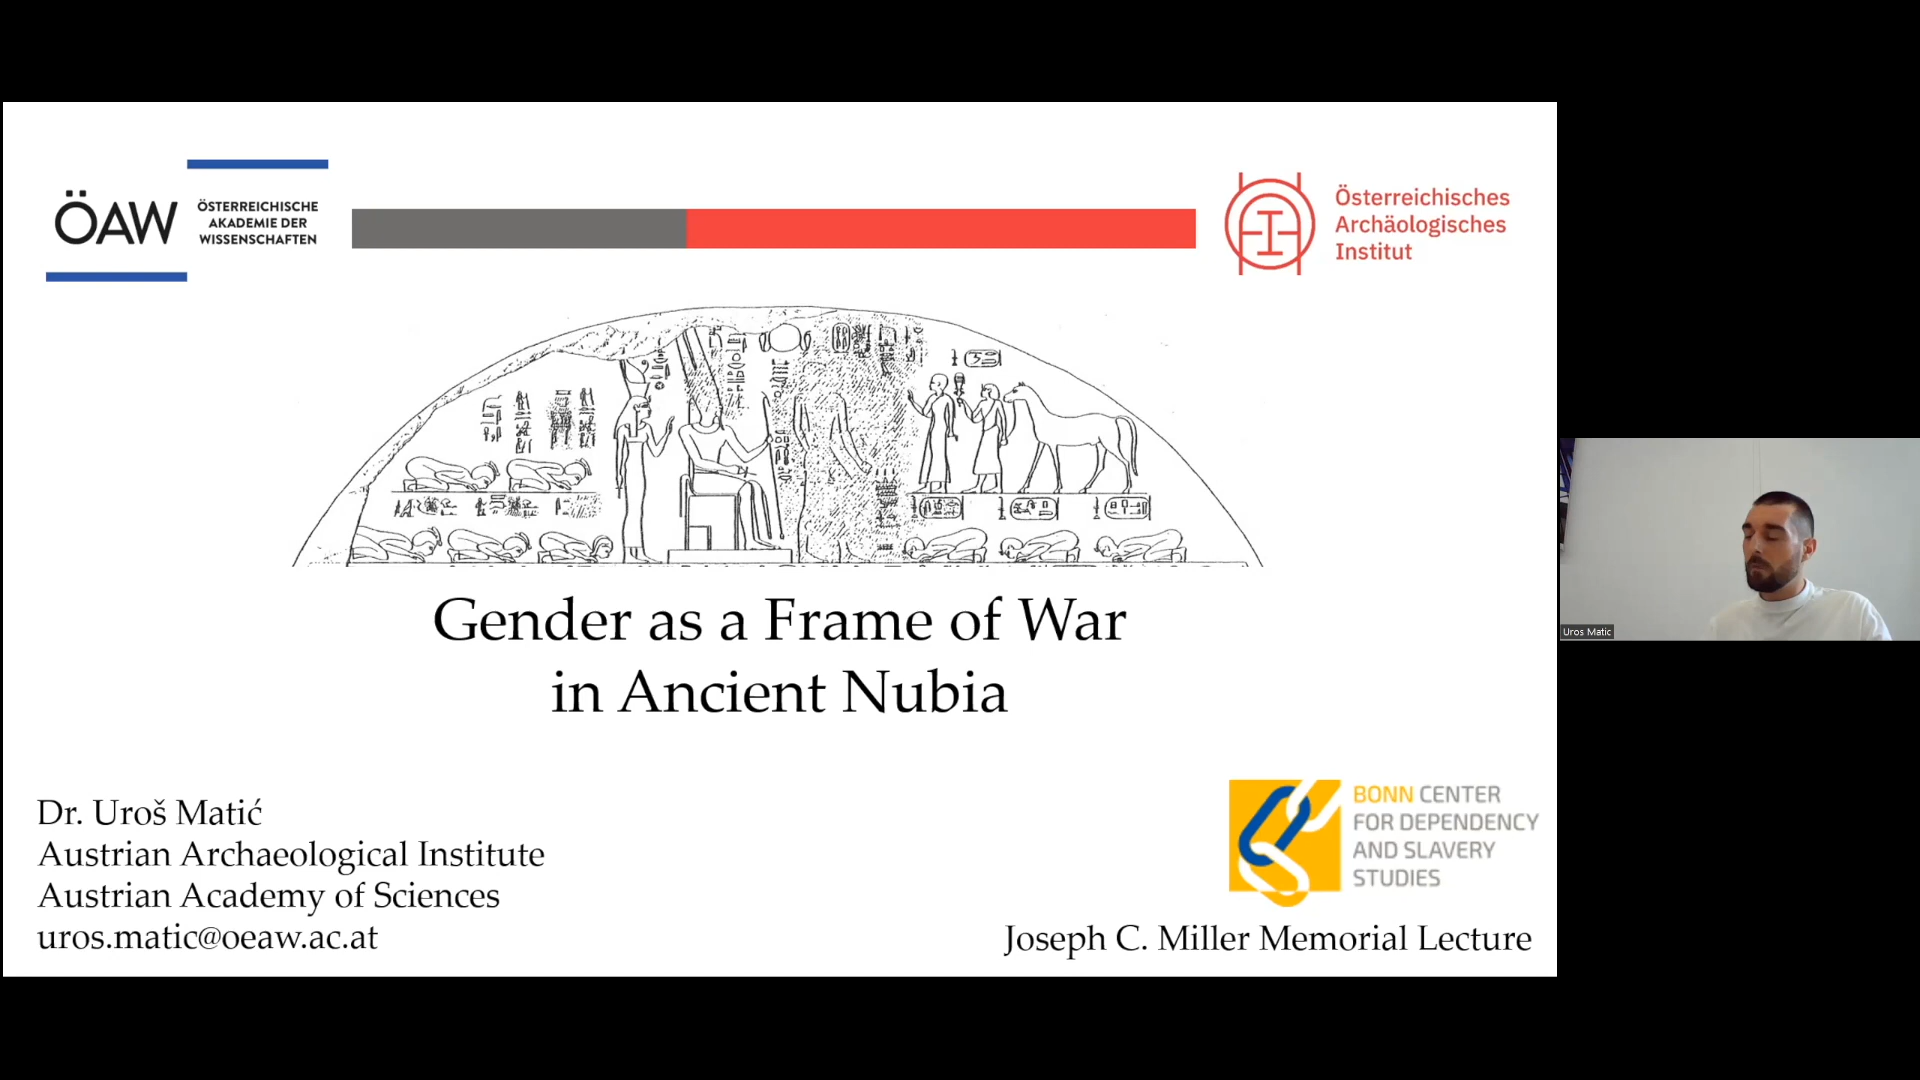 ÖAW
ÖSTERREICHISCHE
AKADEMIE DER
WISSENSCHAFTEN
Österreichisches
Archäologisches
Institut
Gender as a Frame of War
in Ancient Nubia
Dr. Uroš Matić
Austrian Archaeological Institute
Austrian Academy of Sciences
uros.matic@oeaw.ac.at
BONN CENTER
FOR DEPENDENCY
AND SLAVERY
STUDIES
Joseph C. Miller Memorial Lecture
Uros Matic